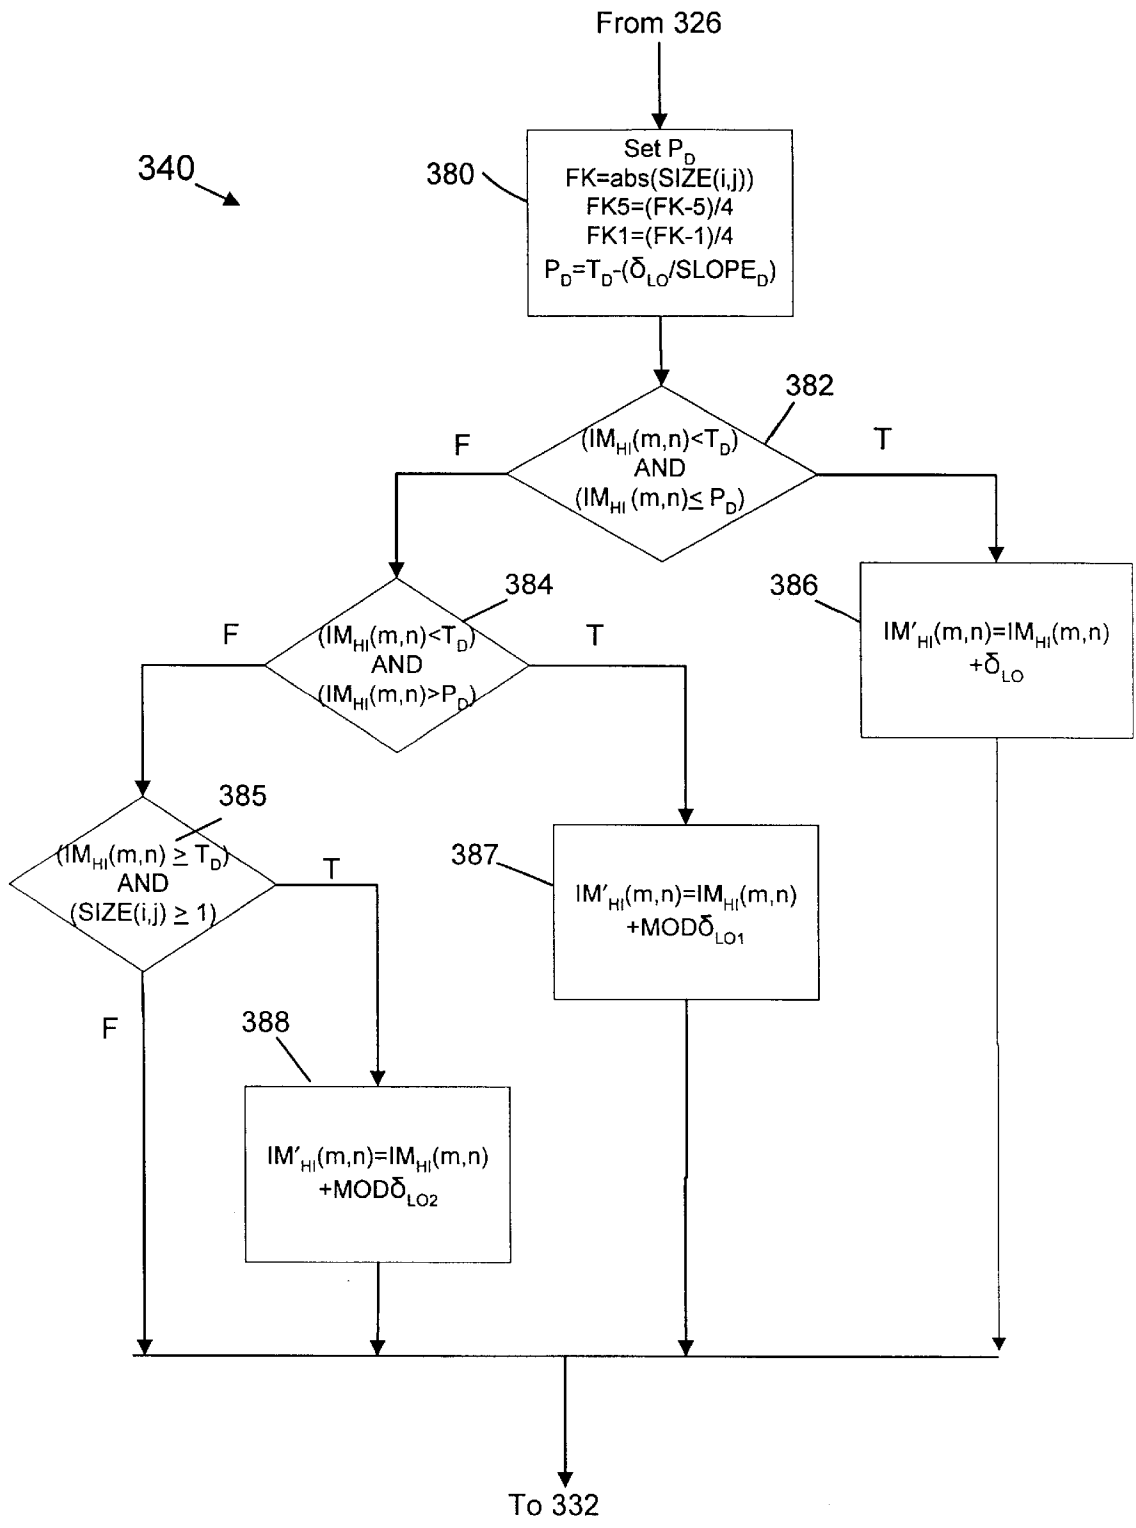 From 326
340
380
Set P_D
FK=abs(SIZE(i,j))
FK5=(FK-5)/4
FK1=(FK-1)/4
P_D=T_D-(δ_LO/SLOPE_D)
382
F
T
(IM_HI(m,n)<T_D)
AND
(IM_HI (m,n)≤ P_D)
384
386
F
T
(IM_HI(m,n)<T_D)
AND
(IM_HI(m,n)>P_D)
IM′_HI(m,n)=IM_HI(m,n)
+δ_LO
385
387
(IM_HI(m,n) ≥ T_D)
AND
(SIZE(i,j) ≥ 1)
T
IM′_HI(m,n)=IM_HI(m,n)
+MODδ_LO1
F
388
IM′_HI(m,n)=IM_HI(m,n)
+MODδ_LO2
To 332